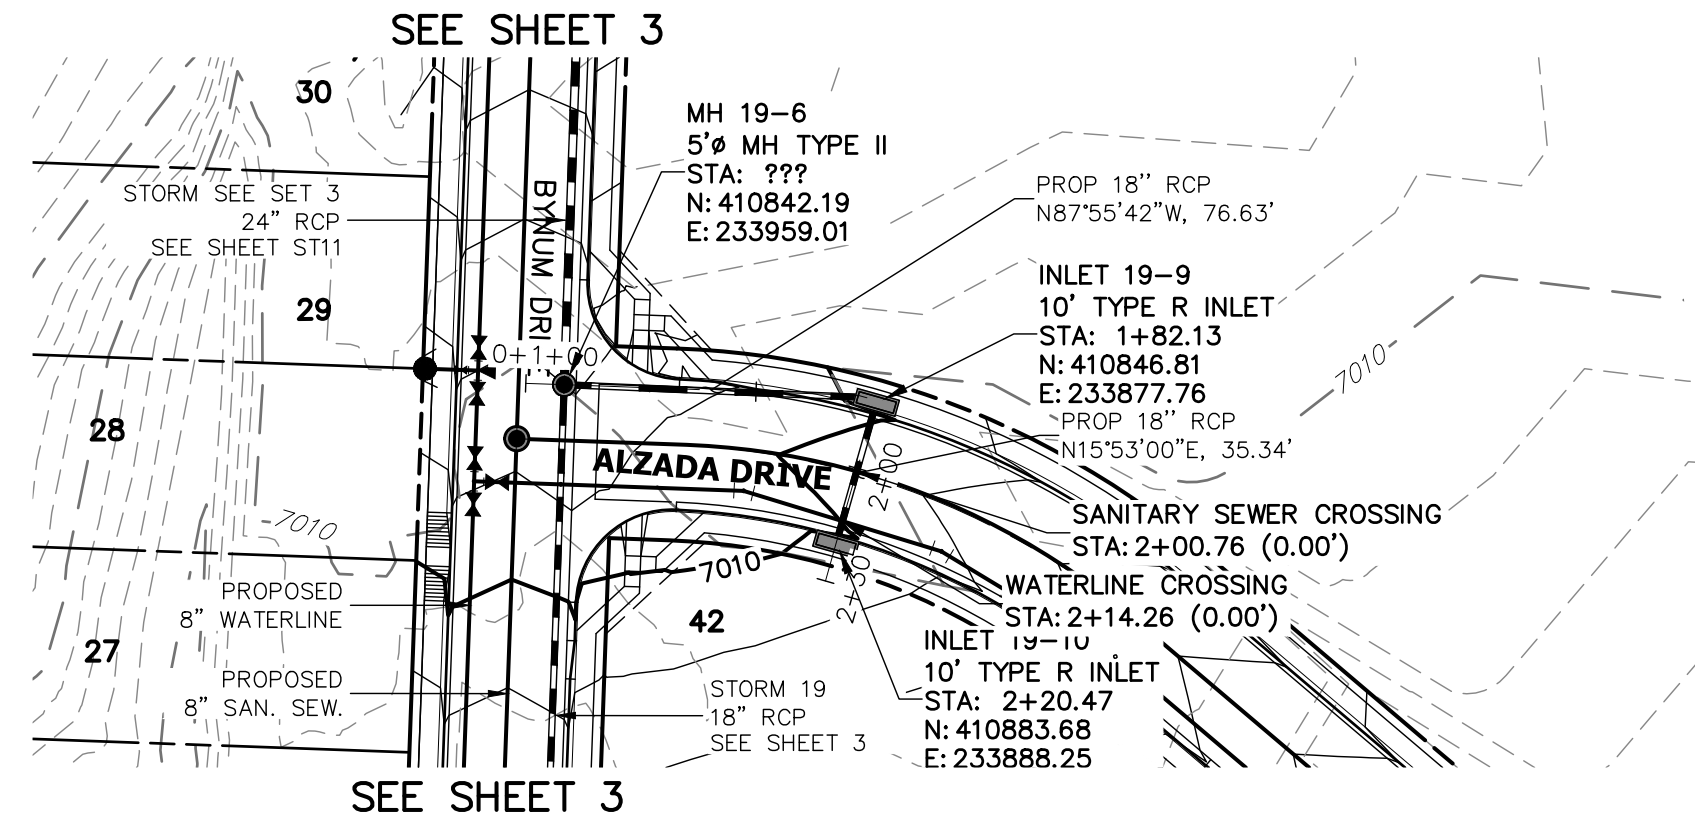 SEE SHEET 3
30
MH 19-6
5'ø MH TYPE II
STA: ???
N: 410842.19
E: 233959.01
STORM SEE SET 3
24" RCP
SEE SHEET ST11
BYNUM DRI
PROP 18'' RCP
N87°55'42"W, 76.63'
INLET 19-9
10' TYPE R INLET
STA: 1+82.13
N: 410846.81
E: 233877.76
29
0+1+00
7010
PROP 18'' RCP
N15°53'00"E, 35.34'
28
ALZADA DRIVE
2+00
SANITARY SEWER CROSSING
STA: 2+00.76 (0.00')
7010
7010
2+30
WATERLINE CROSSING
STA: 2+14.26 (0.00')
PROPOSED
8" WATERLINE
42
27
INLET 19-10
10' TYPE R INLET
STA: 2+20.47
N: 410883.68
E: 233888.25
PROPOSED
8" SAN. SEW.
STORM 19
18" RCP
SEE SHEET 3
SEE SHEET 3